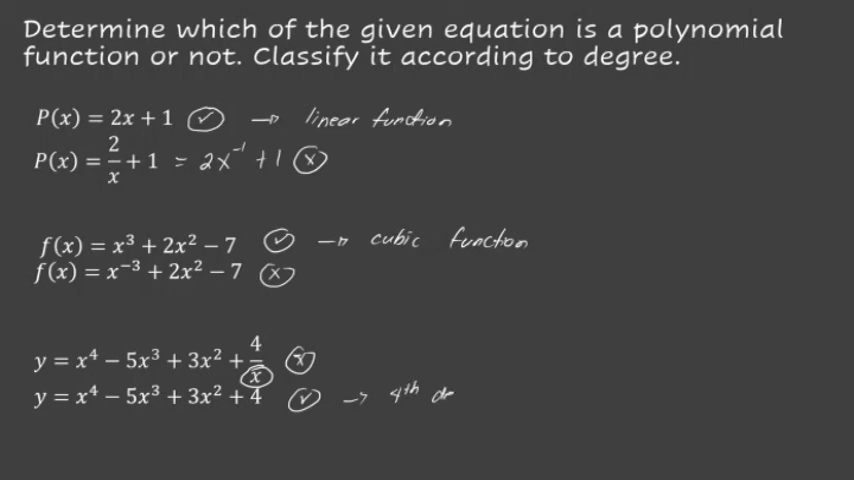 Determine which of the given equation is a polynomial
function or not. Classify it according to degree.
P(x) = 2x + 1 ✓ → linear function
P(x) = 2/x + 1 = 2x⁻¹ + 1 ×
f(x) = x³ + 2x² − 7 ✓ → cubic function
f(x) = x⁻³ + 2x² − 7 ×
y = x⁴ − 5x³ + 3x² + 4/x ×
y = x⁴ − 5x³ + 3x² + 4 ✓ → 4th de